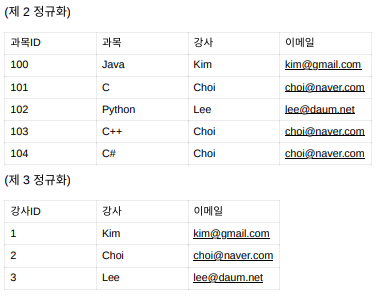 (제 2 정규화)
과목ID 과목 강사 이메일
100 Java Kim kim@gmail.com
101 C Choi choi@naver.com
102 Python Lee lee@daum.net
103 C++ Choi choi@naver.com
104 C# Choi choi@naver.com
(제 3 정규화)
강사ID 강사 이메일
1 Kim kim@gmail.com
2 Choi choi@naver.com
3 Lee lee@daum.net